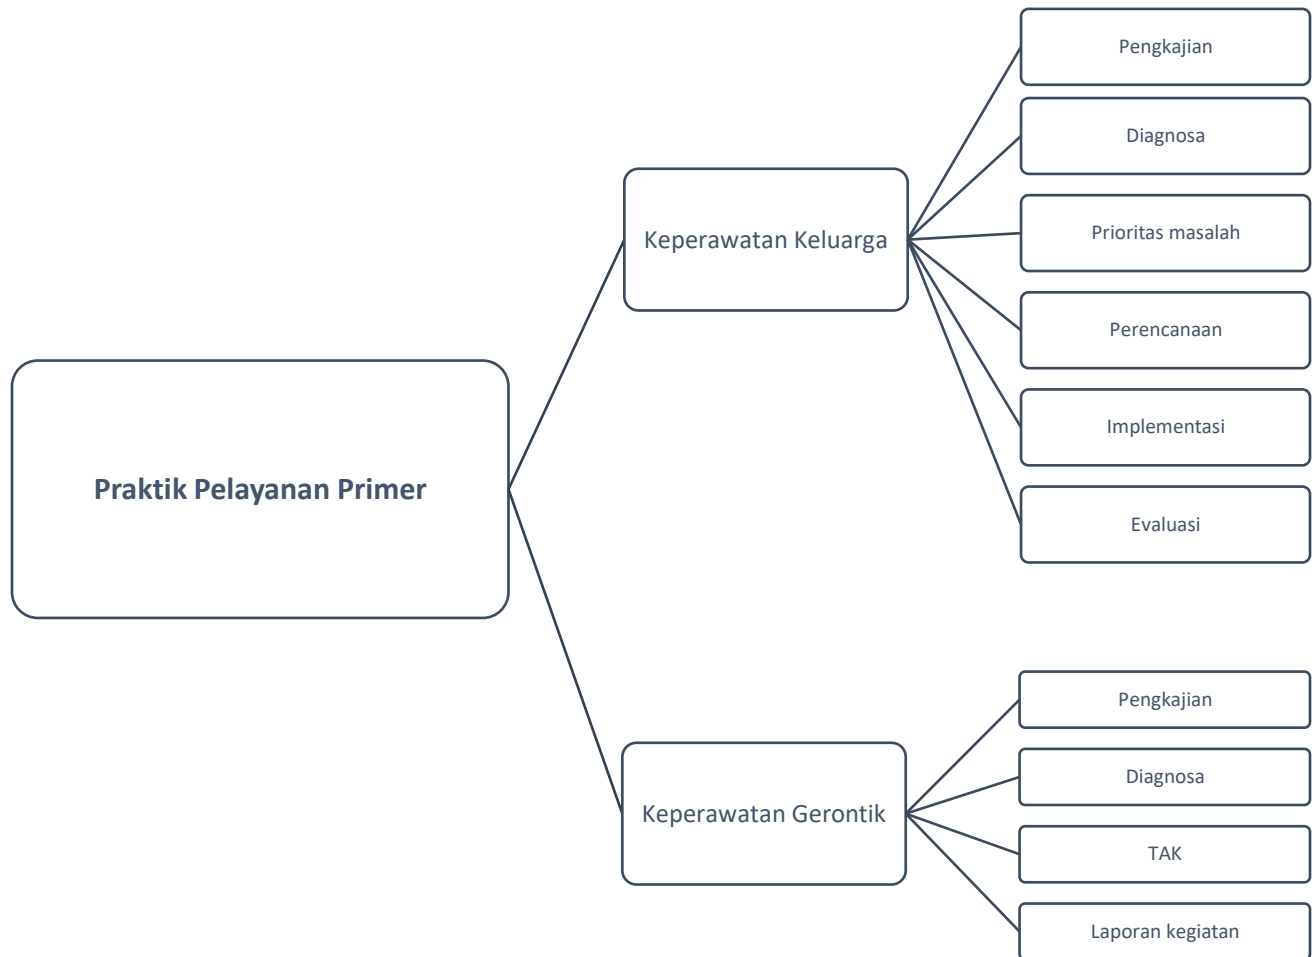 Praktik Pelayanan Primer
Keperawatan Keluarga
Pengkajian
Diagnosa
Prioritas masalah
Perencanaan
Implementasi
Evaluasi
Keperawatan Gerontik
Pengkajian
Diagnosa
TAK
Laporan kegiatan